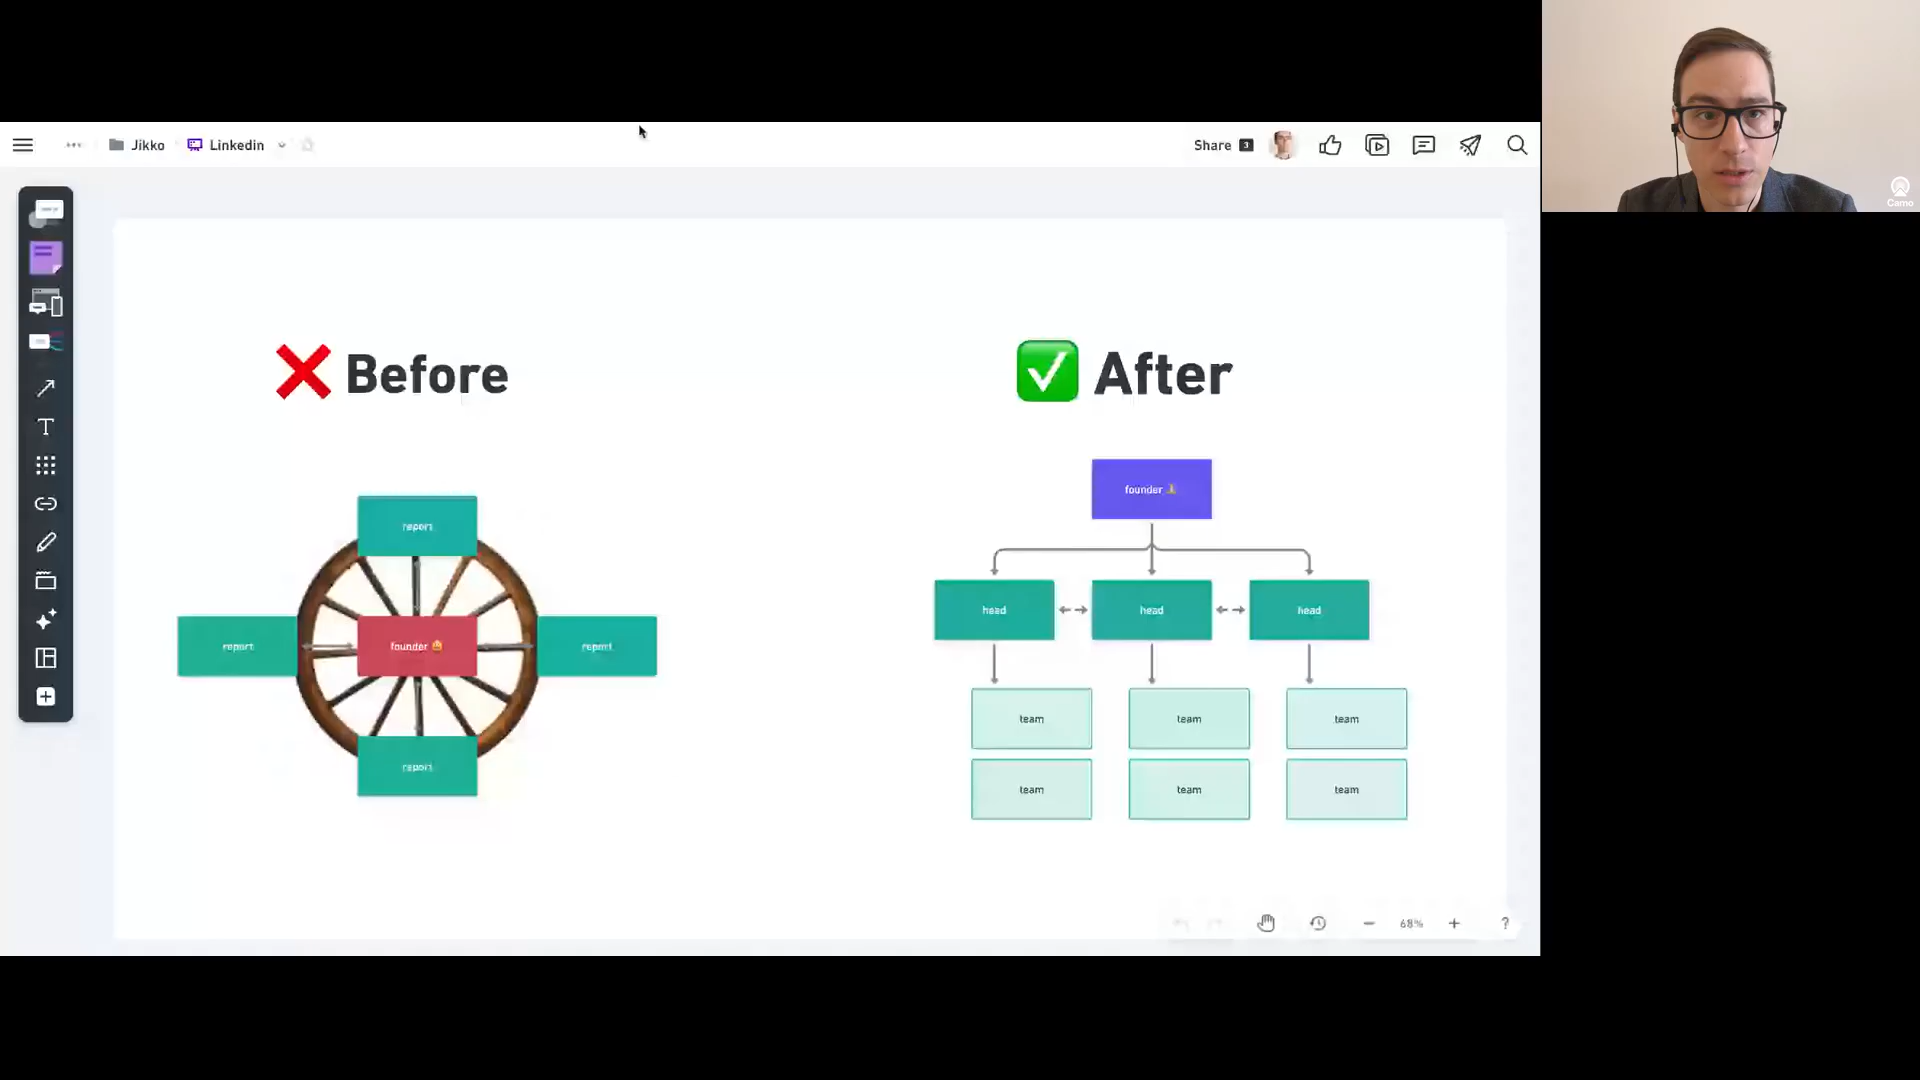 Jikko
Linkedin
Share 3
Camo
❌ Before
✅ After
report
report
founder
report
report
founder
head
head
head
team
team
team
team
team
team
68%
?